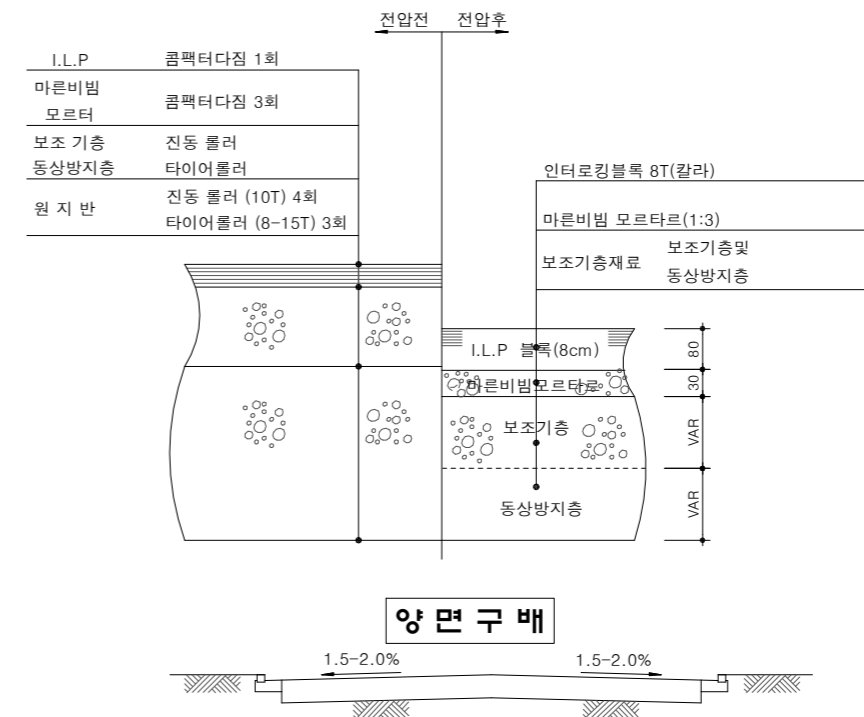 전압전 전압후
I.L.P 콤팩터다짐 1회
마른비빔
모르터
콤팩터다짐 3회
보조 기층 진동 롤러
동상방지층 타이어롤러
원 지 반
진동 롤러 (10T) 4회
타이어롤러 (8-15T) 3회
인터로킹블록 8T(칼라)
마른비빔 모르타르(1:3)
보조기층재료
보조기층및
동상방지층
I.L.P 블록(8cm)
80
마른비빔모르타르
30
보조기층
VAR
동상방지층
VAR
양 면 구 배
1.5-2.0% 1.5-2.0%